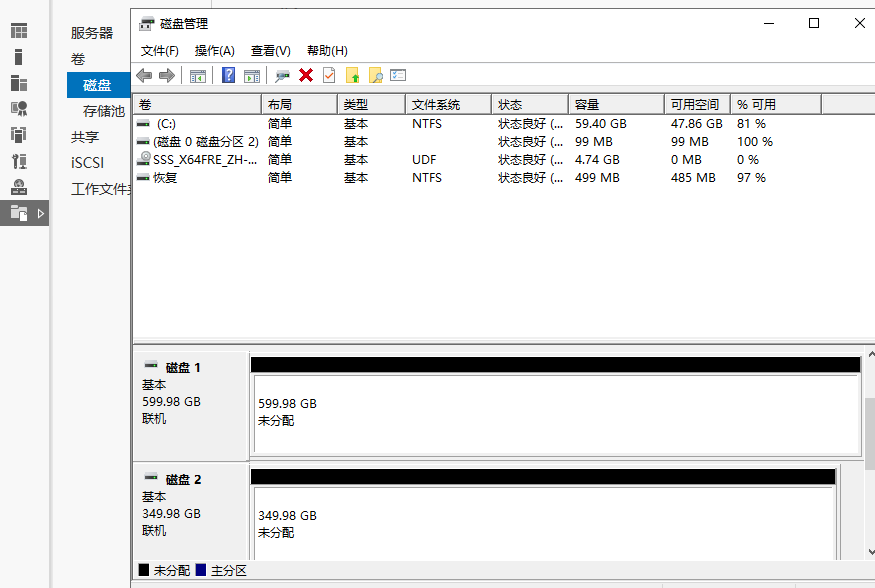 服务器
卷
磁盘
存储池
共享
iSCSI
工作文件夹
磁盘管理
文件(F) 操作(A) 查看(V) 帮助(H)
卷 布局 类型 文件系统 状态 容量 可用空间 % 可用
(C:) 简单 基本 NTFS 状态良好 (... 59.40 GB 47.86 GB 81 %
(磁盘 0 磁盘分区 2) 简单 基本 状态良好 (... 99 MB 99 MB 100 %
SSS_X64FRE_ZH-... 简单 基本 UDF 状态良好 (... 4.74 GB 0 MB 0 %
恢复 简单 基本 NTFS 状态良好 (... 499 MB 485 MB 97 %
磁盘 1
基本
599.98 GB
联机
599.98 GB
未分配
磁盘 2
基本
349.98 GB
联机
349.98 GB
未分配
未分配 主分区